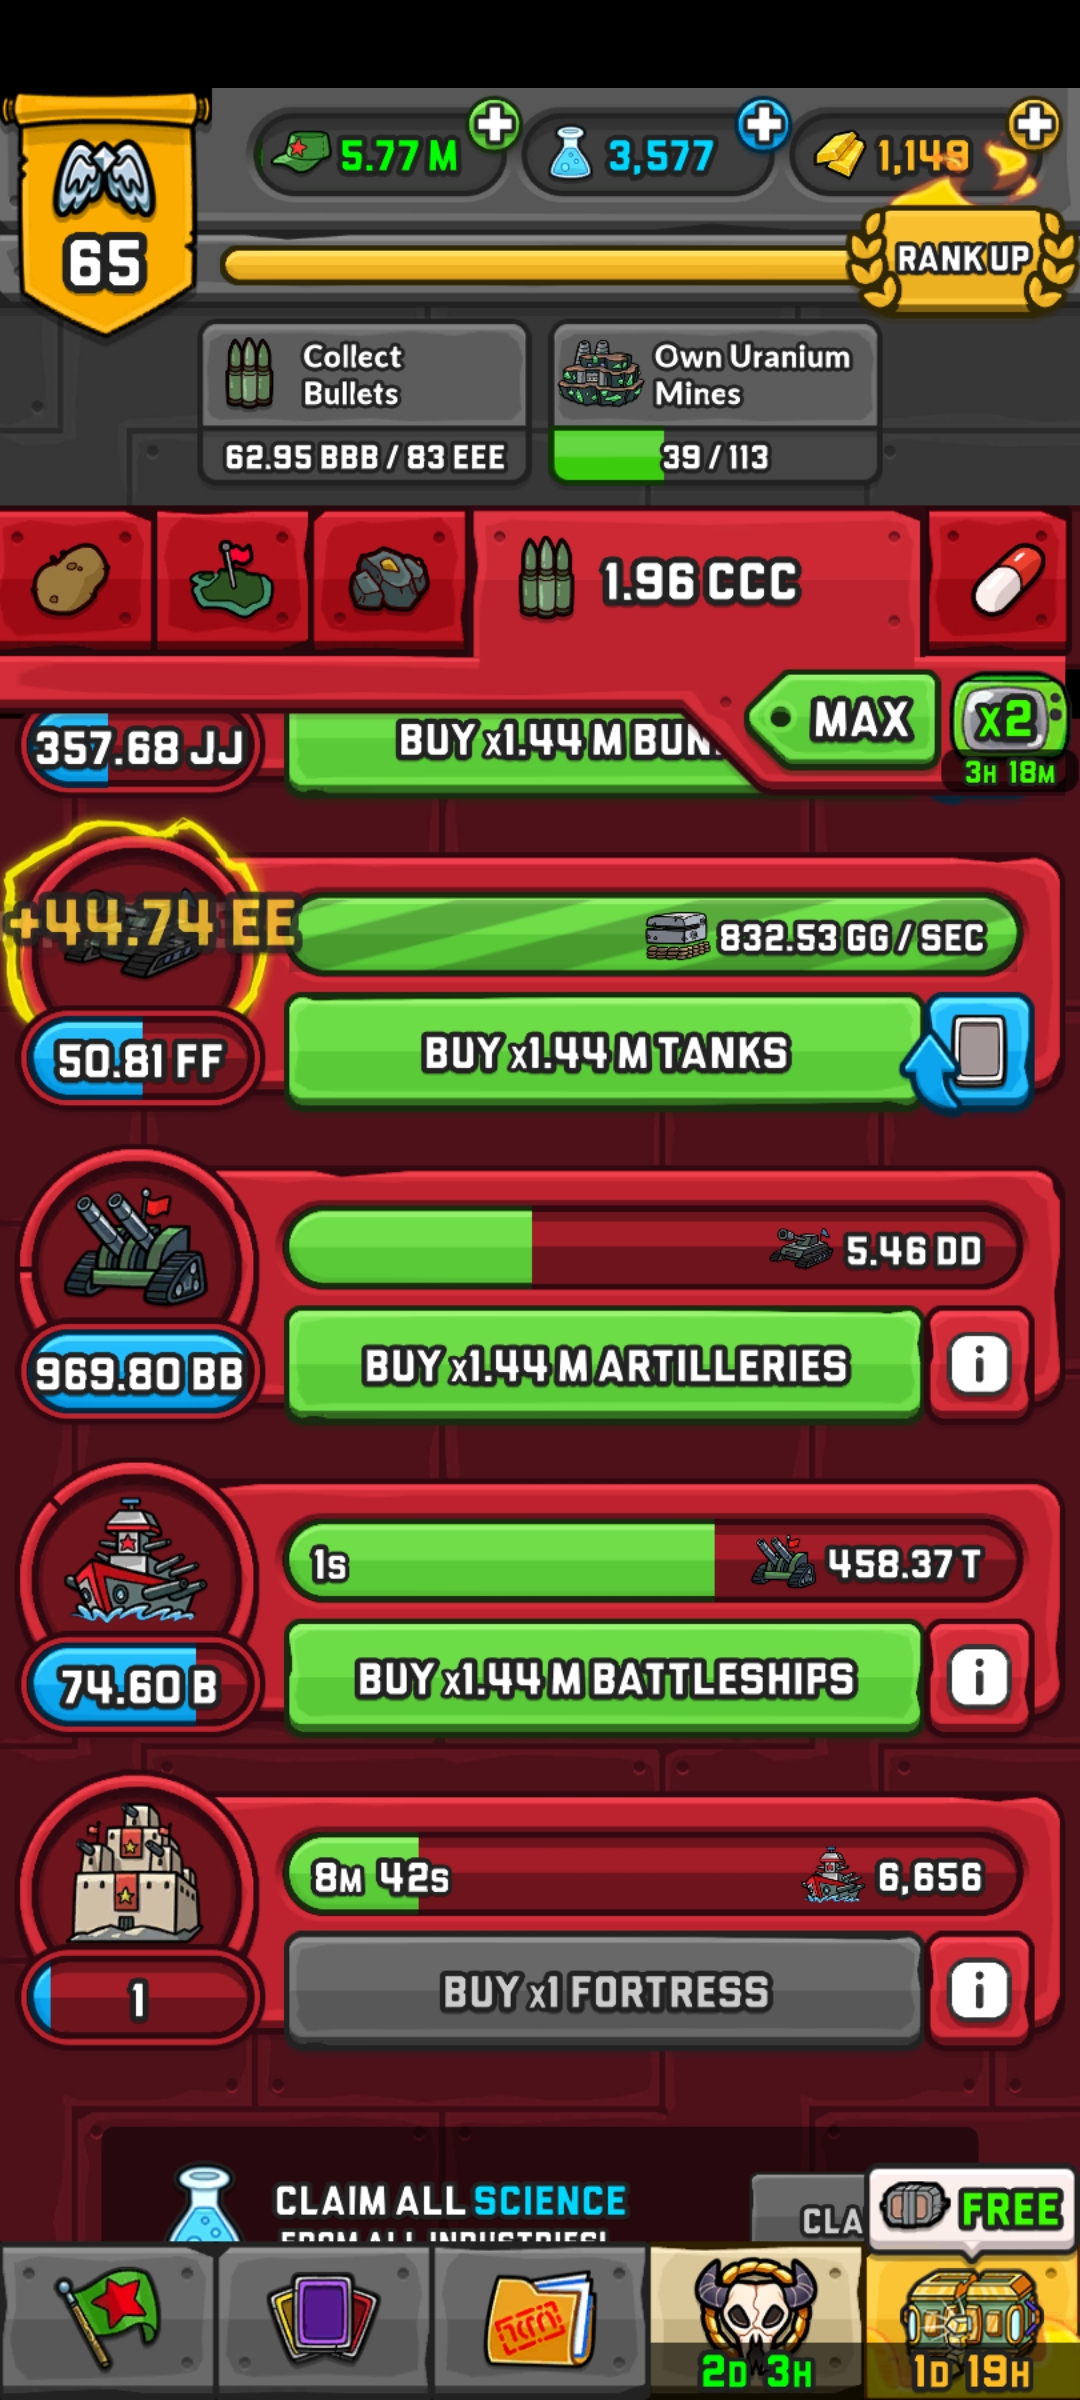 5.77 M
3,577
1,149
65
RANK UP
Collect
Bullets
62.95 BBB / 83 EEE
Own Uranium
Mines
39 / 113
1.96 CCC
357.68 JJ
BUY x1.44 M BUN...
MAX
x2
3H 18M
+44.74 EE
832.53 GG / SEC
50.81 FF
BUY x1.44 M TANKS
5.46 DD
969.80 BB
BUY x1.44 M ARTILLERIES
i
1s
458.37 T
74.60 B
BUY x1.44 M BATTLESHIPS
i
8M 42s
6,656
1
BUY x1 FORTRESS
i
CLAIM ALL SCIENCE
FROM ALL INDUSTRIES!
CLA
FREE
2D 3H
1D 19H